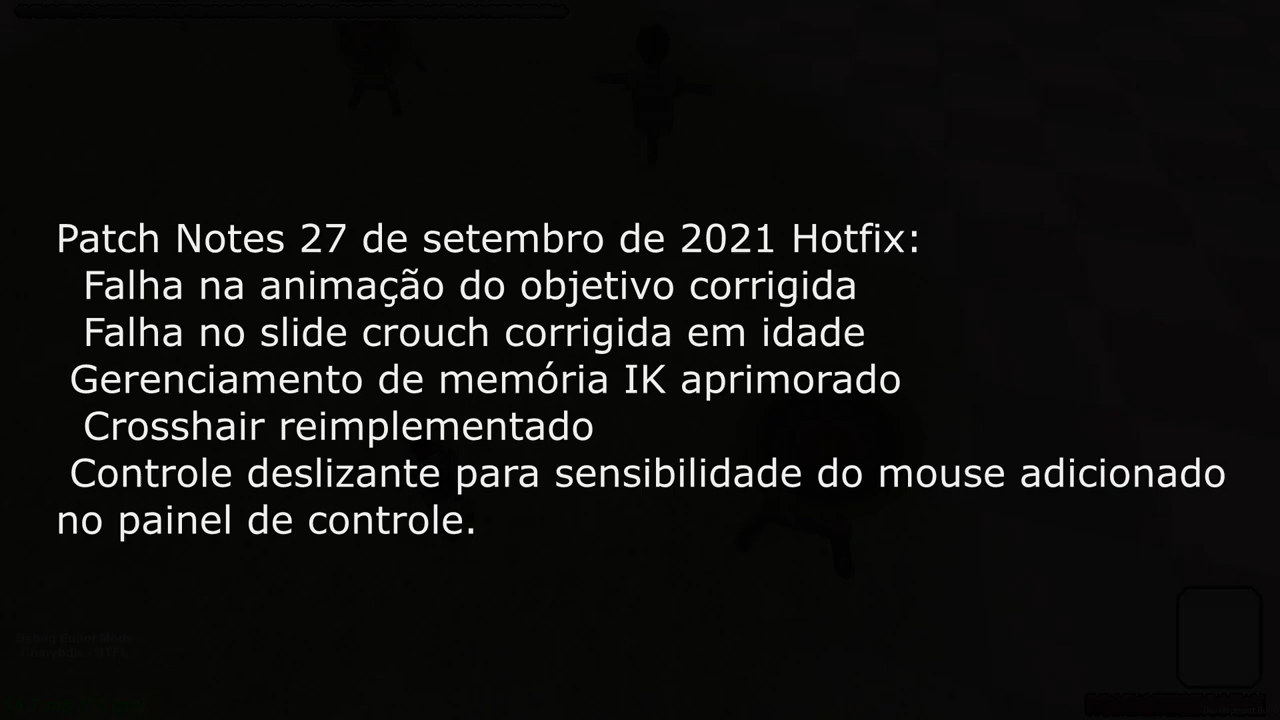 Patch Notes 27 de setembro de 2021 Hotfix:
Falha na animação do objetivo corrigida
Falha no slide crouch corrigida em idade
Gerenciamento de memória IK aprimorado
Crosshair reimplementado
Controle deslizante para sensibilidade do mouse adicionado
no painel de controle.